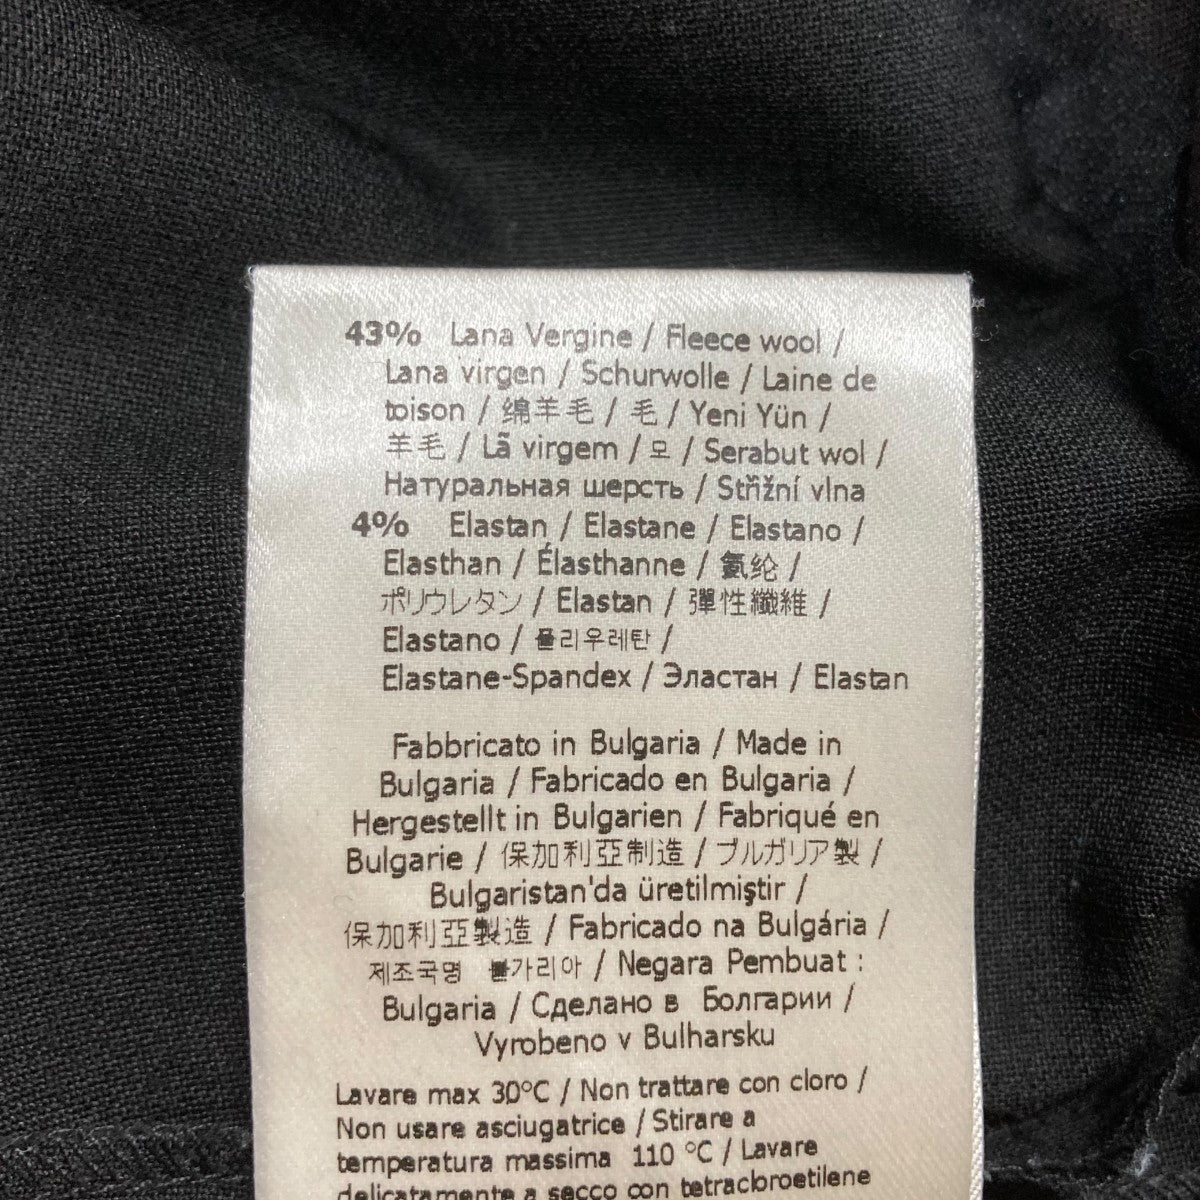 43% Lana Vergine / Fleece wool /
Lana virgen / Schurwolle / Laine de
toison / 绵羊毛 / 毛 / Yeni Yün /
羊毛 / Lã virgem / 모 / Serabut wol /
Натуральная шерсть / Střižní vlna
4% Elastan / Elastane / Elastano /
Elasthan / Élasthanne / 氨纶 /
ポリウレタン / Elastan / 彈性纖維 /
Elastano / 폴리우레탄 /
Elastane-Spandex / Эластан / Elastan
Fabbricato in Bulgaria / Made in
Bulgaria / Fabricado en Bulgaria /
Hergestellt in Bulgarien / Fabriqué en
Bulgarie / 保加利亞制造 / ブルガリア製 /
Bulgaristan'da üretilmiştir /
保加利亞製造 / Fabricado na Bulgária /
제조국명 불가리아 / Negara Pembuat :
Bulgaria / Сделано в Болгарии /
Vyrobeno v Bulharsku
Lavare max 30°C / Non trattare con cloro /
Non usare asciugatrice / Stirare a
temperatura massima 110 °C / Lavare
delicatamente a secco con tetracloroetilene